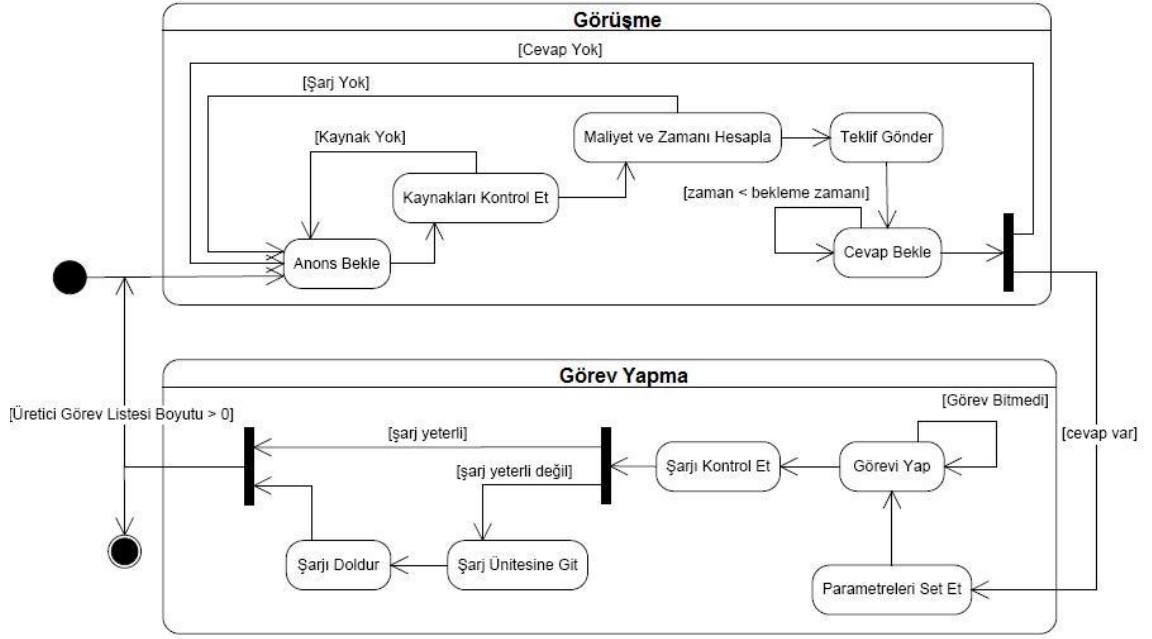 Görüşme
[Cevap Yok]
[Şarj Yok]
[Kaynak Yok]
Maliyet ve Zamanı Hesapla
Teklif Gönder
Kaynakları Kontrol Et
[zaman < bekleme zamanı]
Anons Bekle
Cevap Bekle
Görev Yapma
[Üretici Görev Listesi Boyutu > 0]
[Görev Bitmedi]
[cevap var]
[şarj yeterli]
[şarj yeterli değil]
Şarjı Kontrol Et
Görevi Yap
Şarjı Doldur
Şarj Ünitesine Git
Parametreleri Set Et